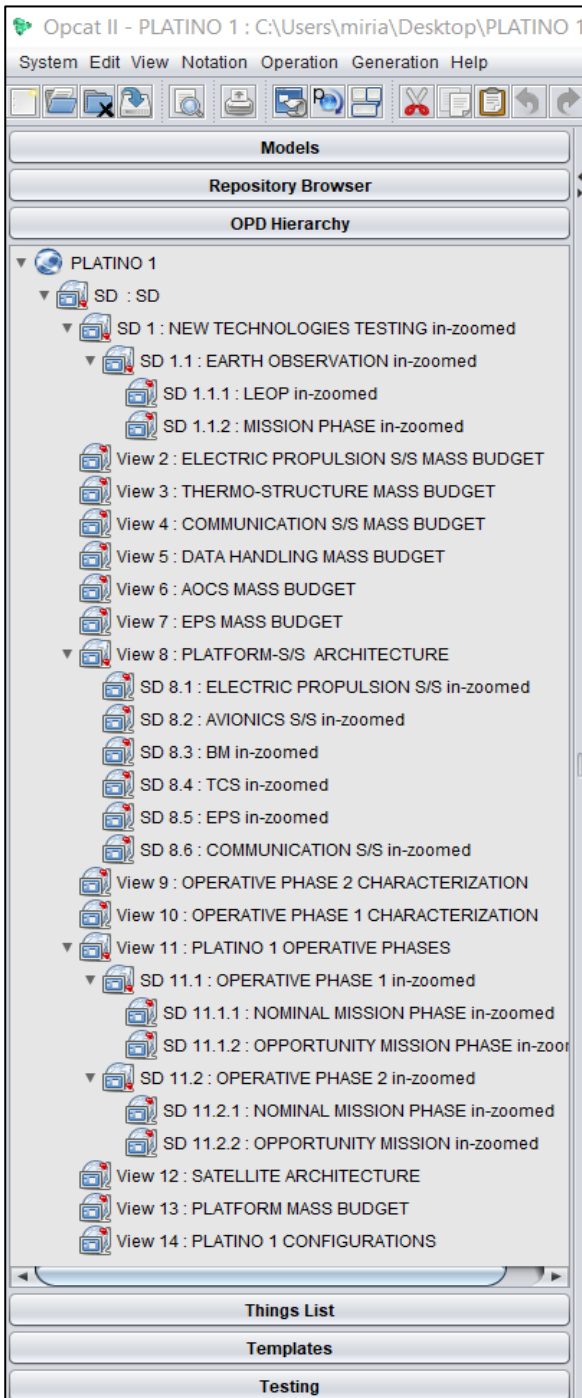 Opcat II - PLATINO 1 : C:\Users\miria\Desktop\PLATINO 1
System Edit View Notation Operation Generation Help
Models
Repository Browser
OPD Hierarchy
PLATINO 1
SD : SD
SD 1 : NEW TECHNOLOGIES TESTING in-zoomed
SD 1.1 : EARTH OBSERVATION in-zoomed
SD 1.1.1 : LEOP in-zoomed
SD 1.1.2 : MISSION PHASE in-zoomed
View 2 : ELECTRIC PROPULSION S/S MASS BUDGET
View 3 : THERMO-STRUCTURE MASS BUDGET
View 4 : COMMUNICATION S/S MASS BUDGET
View 5 : DATA HANDLING MASS BUDGET
View 6 : AOCS MASS BUDGET
View 7 : EPS MASS BUDGET
View 8 : PLATFORM-S/S ARCHITECTURE
SD 8.1 : ELECTRIC PROPULSION S/S in-zoomed
SD 8.2 : AVIONICS S/S in-zoomed
SD 8.3 : BM in-zoomed
SD 8.4 : TCS in-zoomed
SD 8.5 : EPS in-zoomed
SD 8.6 : COMMUNICATION S/S in-zoomed
View 9 : OPERATIVE PHASE 2 CHARACTERIZATION
View 10 : OPERATIVE PHASE 1 CHARACTERIZATION
View 11 : PLATINO 1 OPERATIVE PHASES
SD 11.1 : OPERATIVE PHASE 1 in-zoomed
SD 11.1.1 : NOMINAL MISSION PHASE in-zoomed
SD 11.1.2 : OPPORTUNITY MISSION PHASE in-zoor
SD 11.2 : OPERATIVE PHASE 2 in-zoomed
SD 11.2.1 : NOMINAL MISSION PHASE in-zoomed
SD 11.2.2 : OPPORTUNITY MISSION in-zoomed
View 12 : SATELLITE ARCHITECTURE
View 13 : PLATFORM MASS BUDGET
View 14 : PLATINO 1 CONFIGURATIONS
Things List
Templates
Testing